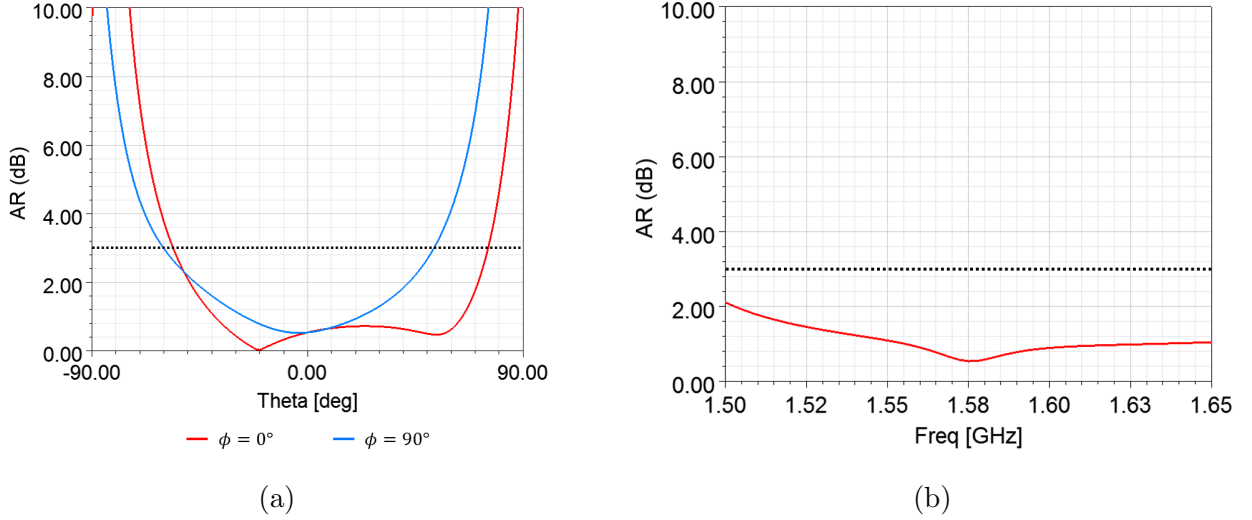 10.00
8.00
6.00
4.00
2.00
0.00
AR (dB)
-90.00 0.00 90.00
Theta [deg]
ϕ = 0° ϕ = 90°
(a)
10.00
8.00
6.00
4.00
2.00
0.00
AR (dB)
1.50 1.52 1.55 1.58 1.60 1.63 1.65
Freq [GHz]
(b)